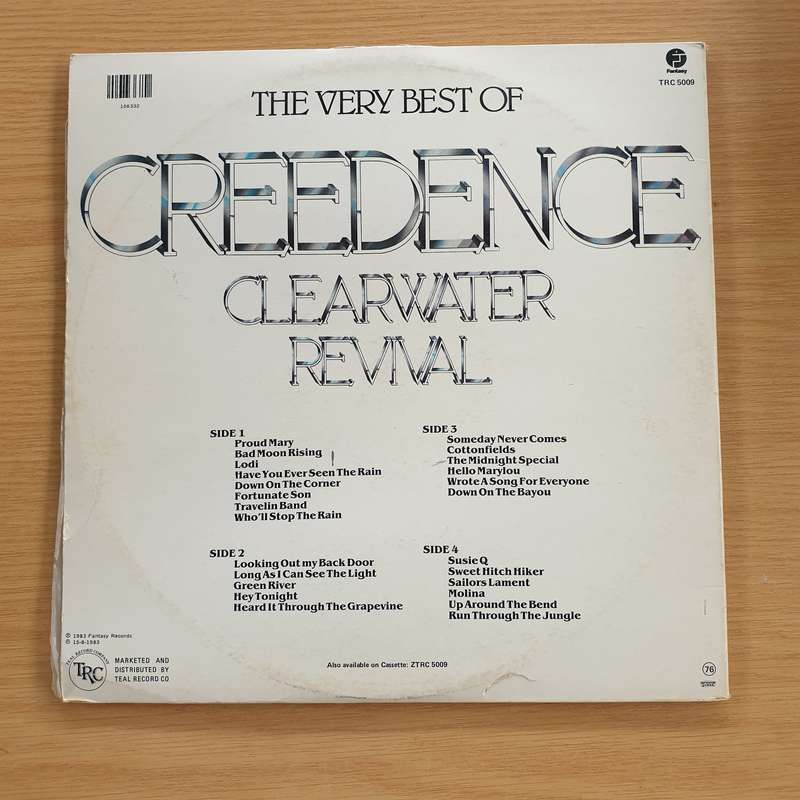 108332
Fantasy
TRC 5009
THE VERY BEST OF
CREEDENCE
CLEARWATER
REVIVAL
SIDE 1
Proud Mary
Bad Moon Rising
Lodi
Have You Ever Seen The Rain
Down On The Corner
Fortunate Son
Travelin Band
Who'll Stop The Rain
SIDE 2
Looking Out my Back Door
Long As I Can See The Light
Green River
Hey Tonight
Heard It Through The Grapevine
SIDE 3
Someday Never Comes
Cottonfields
The Midnight Special
Hello Marylou
Wrote A Song For Everyone
Down On The Bayou
SIDE 4
Susie Q
Sweet Hitch Hiker
Sailors Lament
Molina
Up Around The Bend
Run Through The Jungle
℗ 1983 Fantasy Records
© 15-8-1983
TEAL RECORD COMPANY
TRC
MARKETED AND
DISTRIBUTED BY
TEAL RECORD CO
Also available on Cassette: ZTRC 5009
76